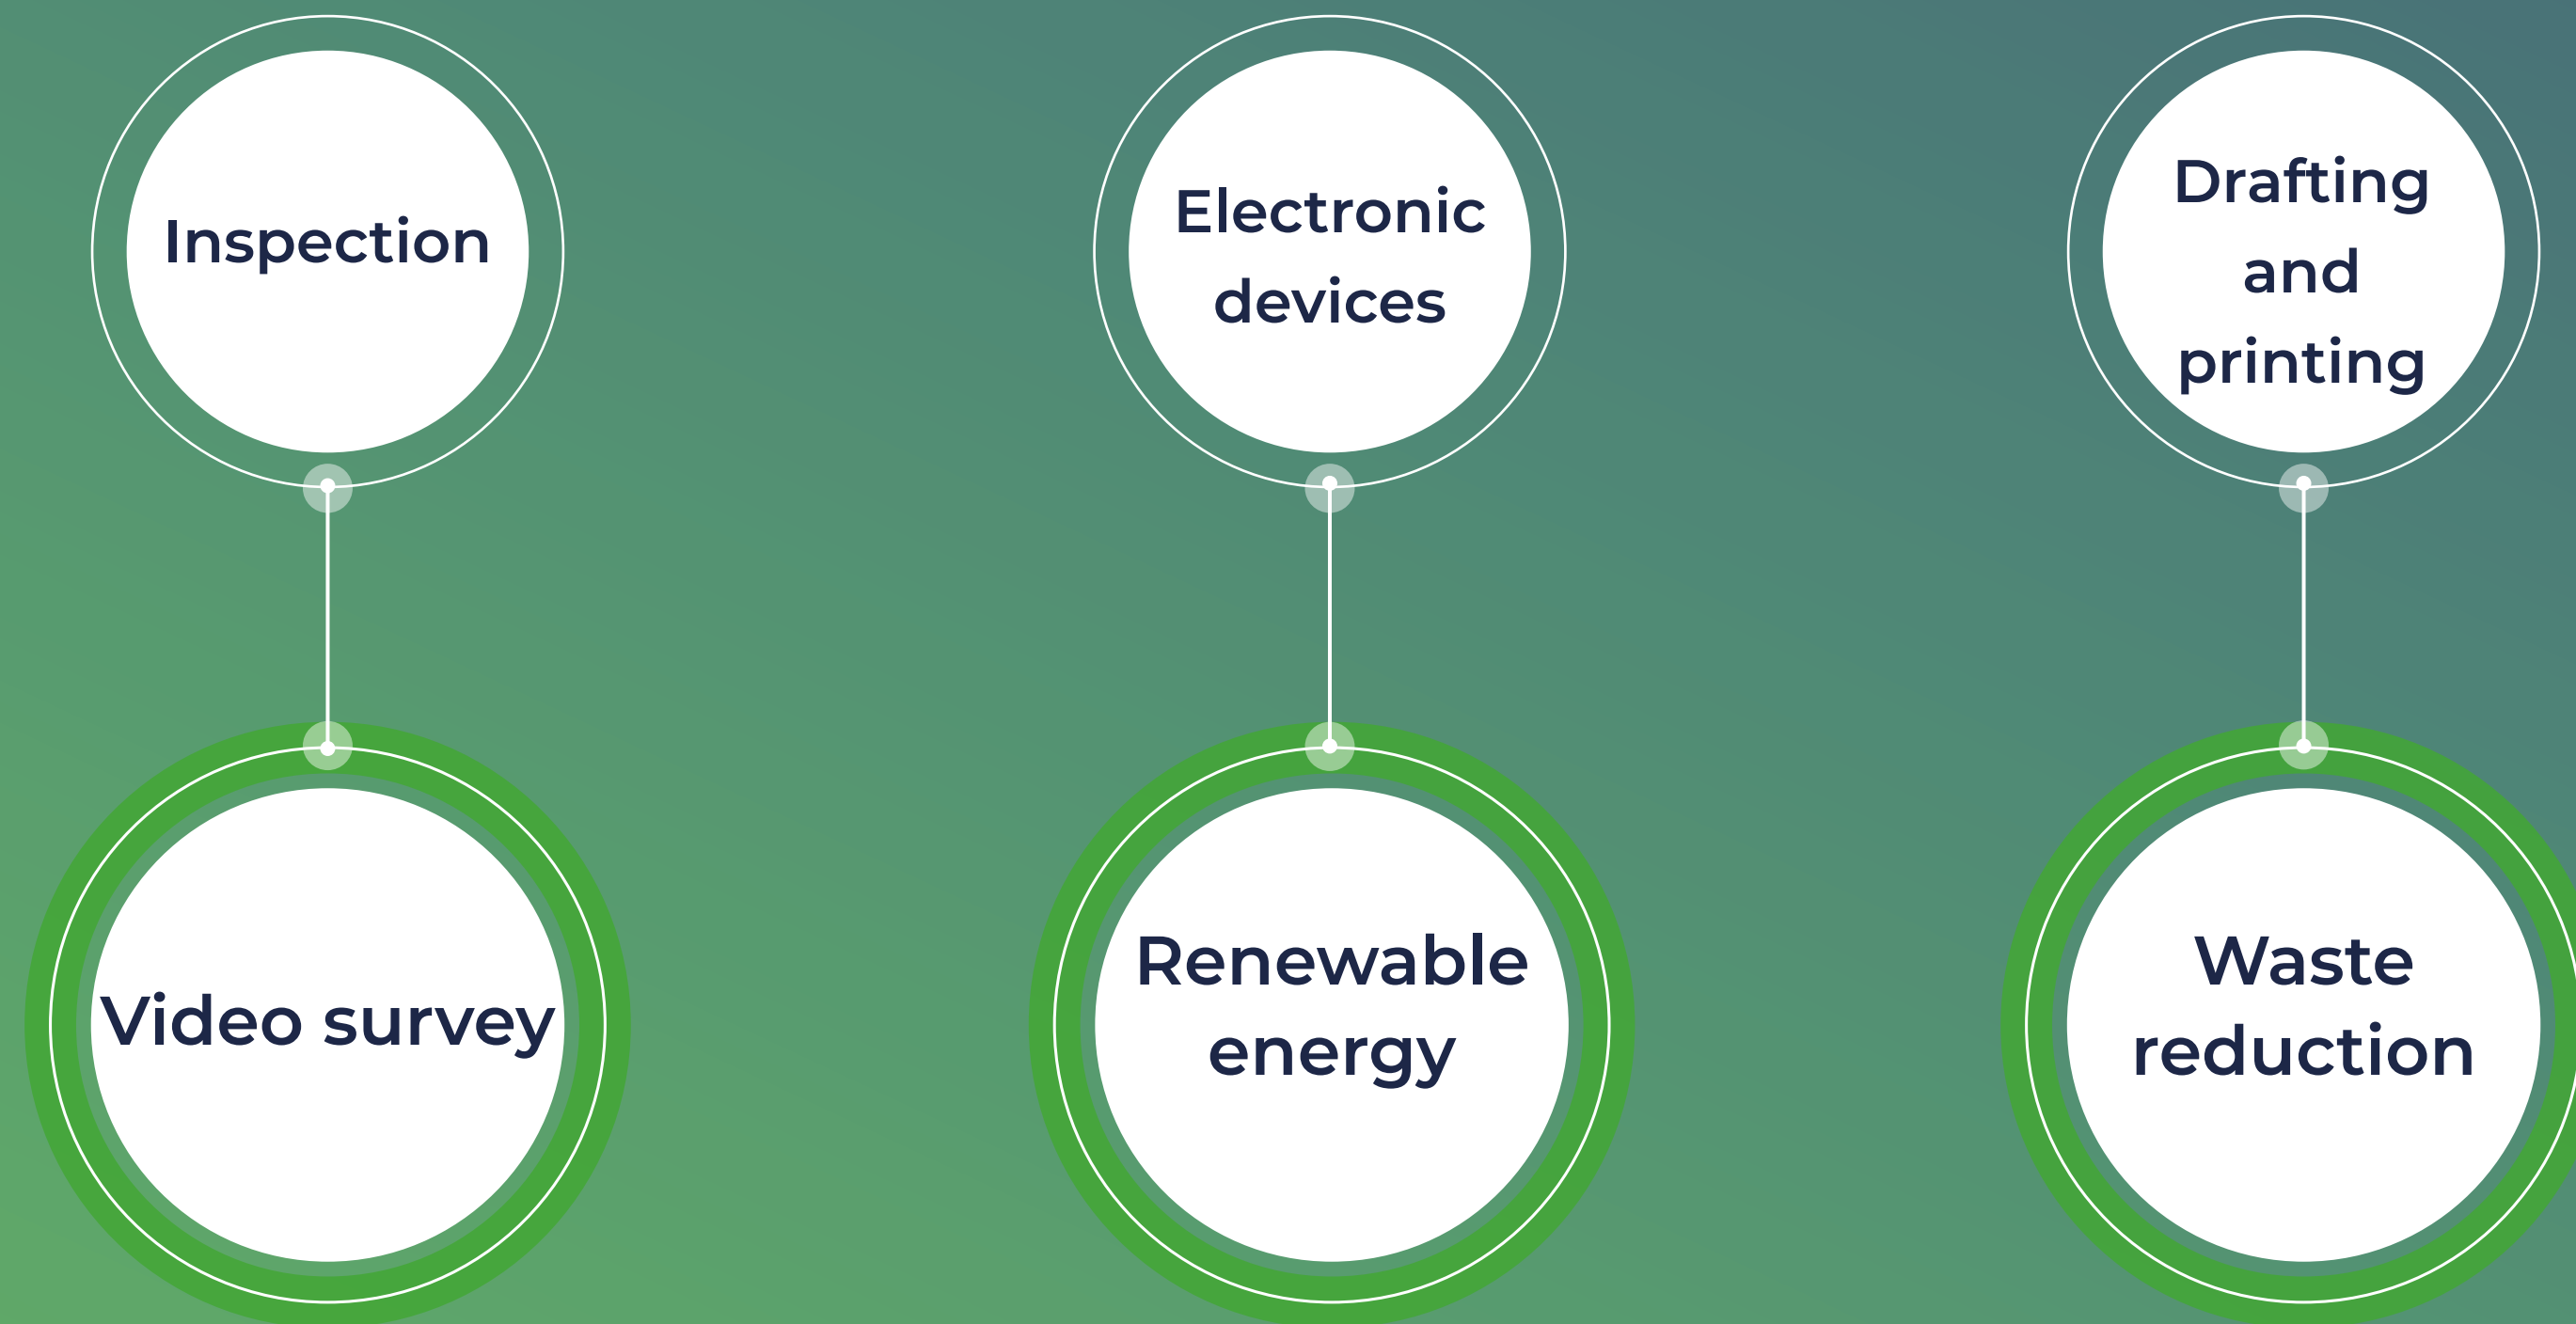 Inspection
Electronic
devices
Drafting
and
printing
Video survey
Renewable
energy
Waste
reduction